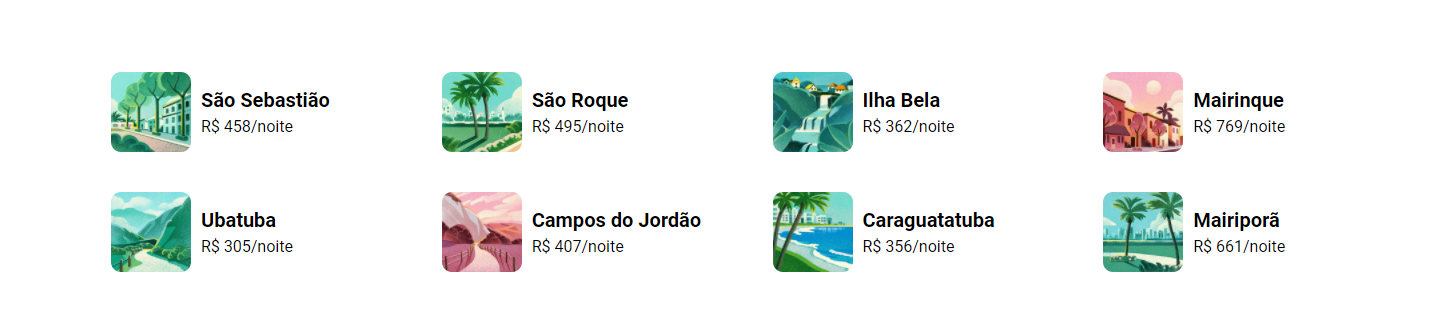 São Sebastião
R$ 458/noite
São Roque
R$ 495/noite
Ilha Bela
R$ 362/noite
Mairinque
R$ 769/noite
Ubatuba
R$ 305/noite
Campos do Jordão
R$ 407/noite
Caraguatatuba
R$ 356/noite
Mairiporã
R$ 661/noite